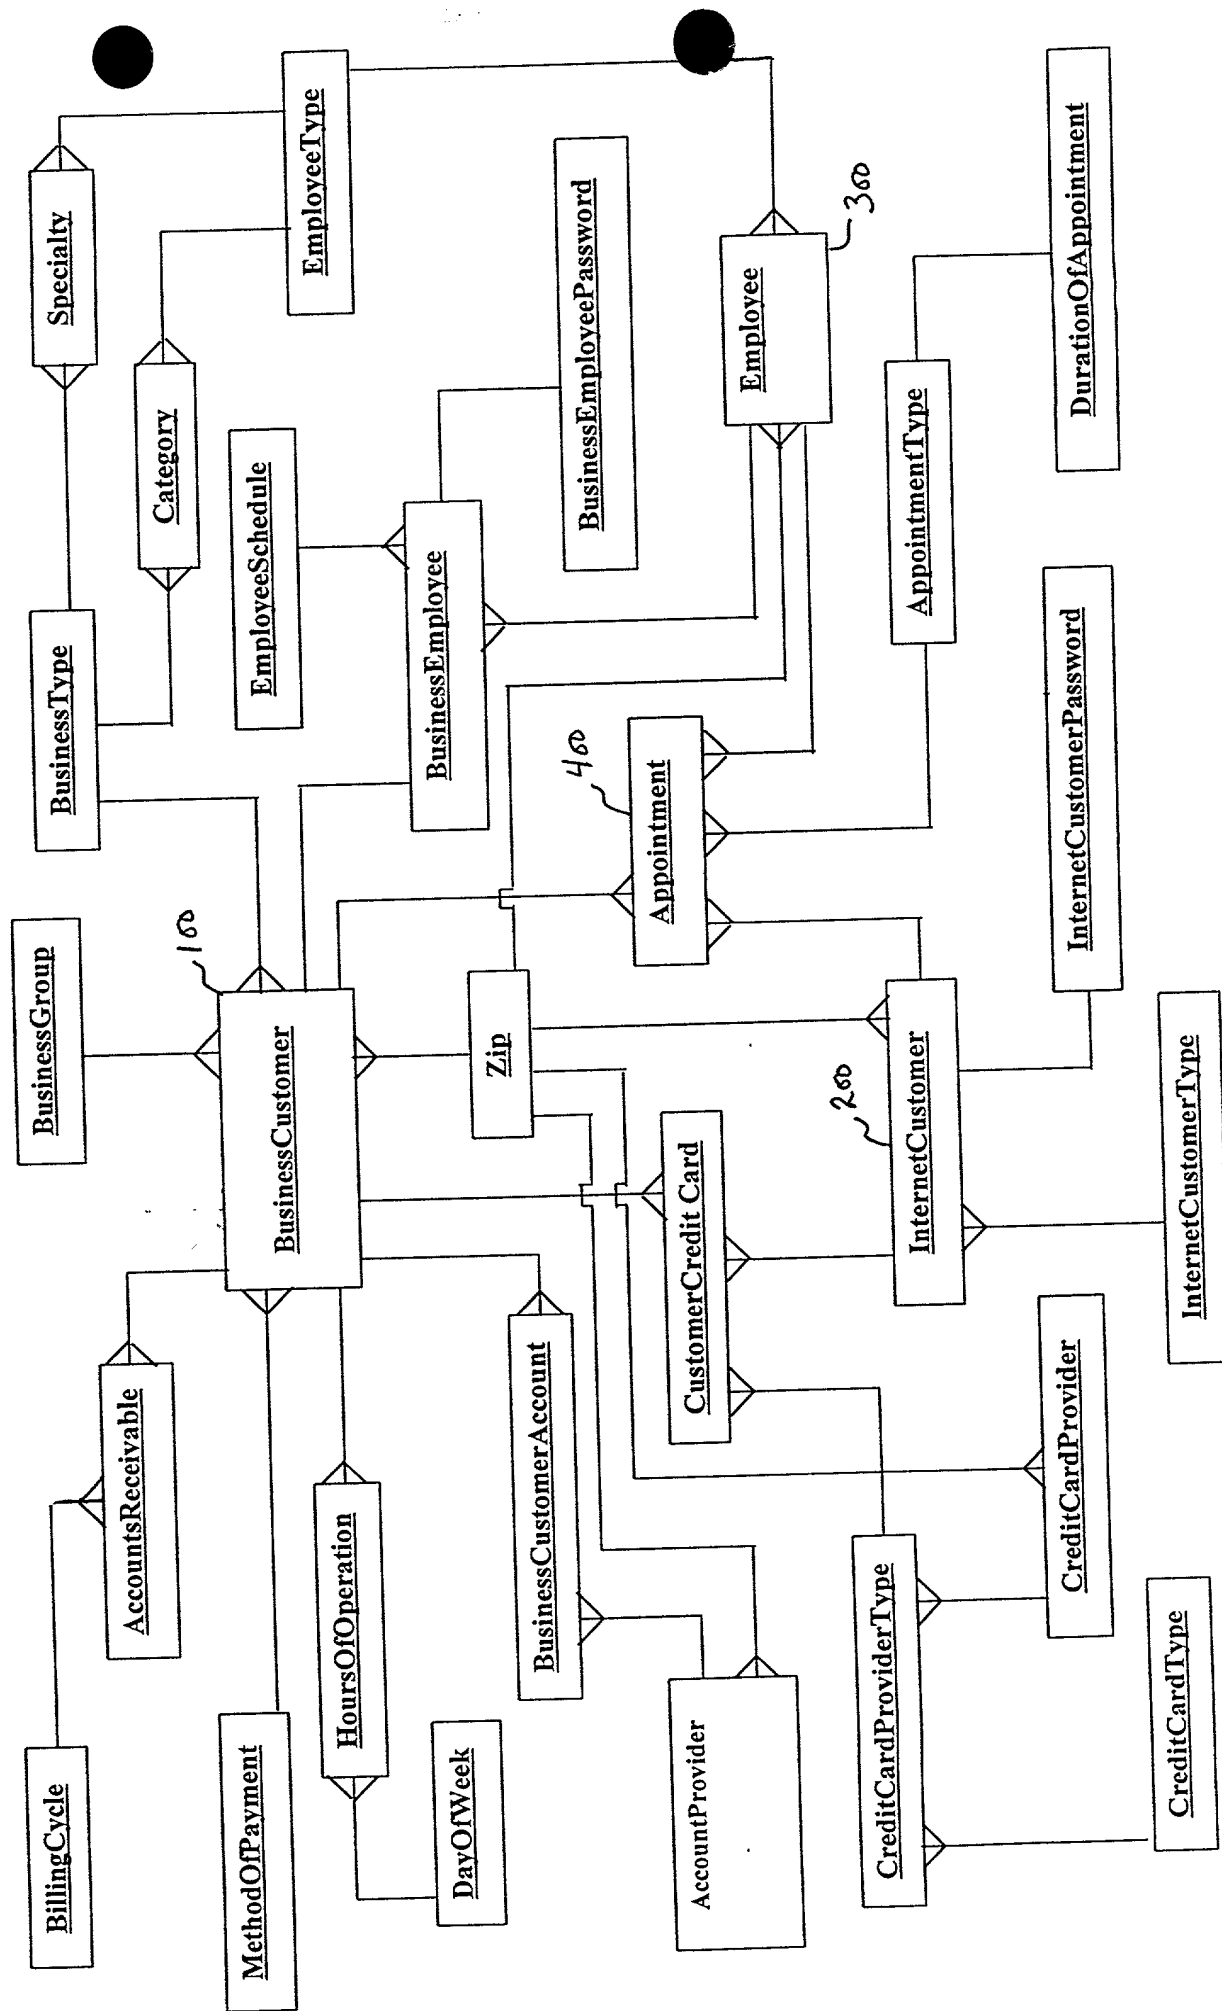 BillingCycle
AccountsReceivable
BusinessGroup
BusinessType
Specialty
Category
EmployeeType
MethodOfPayment
BusinessCustomer
100
EmployeeSchedule
HoursOfOperation
DayOfWeek
BusinessEmployee
BusinessEmployeePassword
Zip
BusinessCustomerAccount
Appointment
400
Employee
300
CustomerCredit Card
AccountProvider
InternetCustomer
200
AppointmentType
CreditCardProviderType
CreditCardProvider
InternetCustomerPassword
DurationOfAppointment
CreditCardType
InternetCustomerType